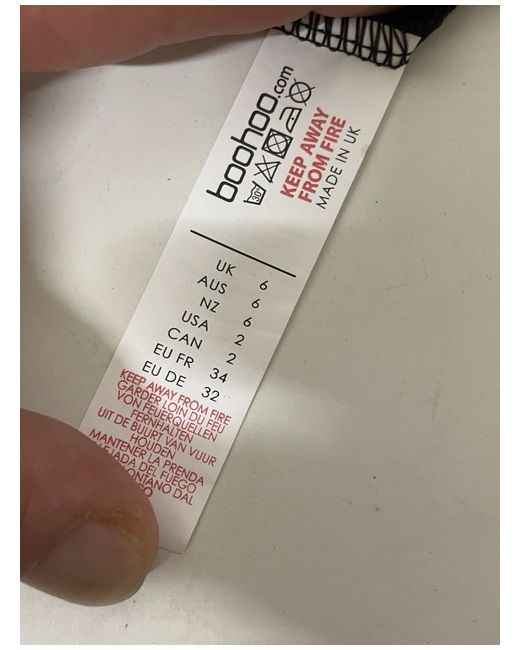 boohoo.com
30°
KEEP AWAY
FROM FIRE
MADE IN UK
UK 6
AUS 6
NZ 6
USA 2
CAN 2
EU FR 34
EU DE 32
KEEP AWAY FROM FIRE
GARDER LOIN DU FEU
VON FEUERQUELLEN
FERNHALTEN
UIT DE BUURT VAN VUUR
HOUDEN
MANTENER LA PRENDA
DEL FUEGO
DAL